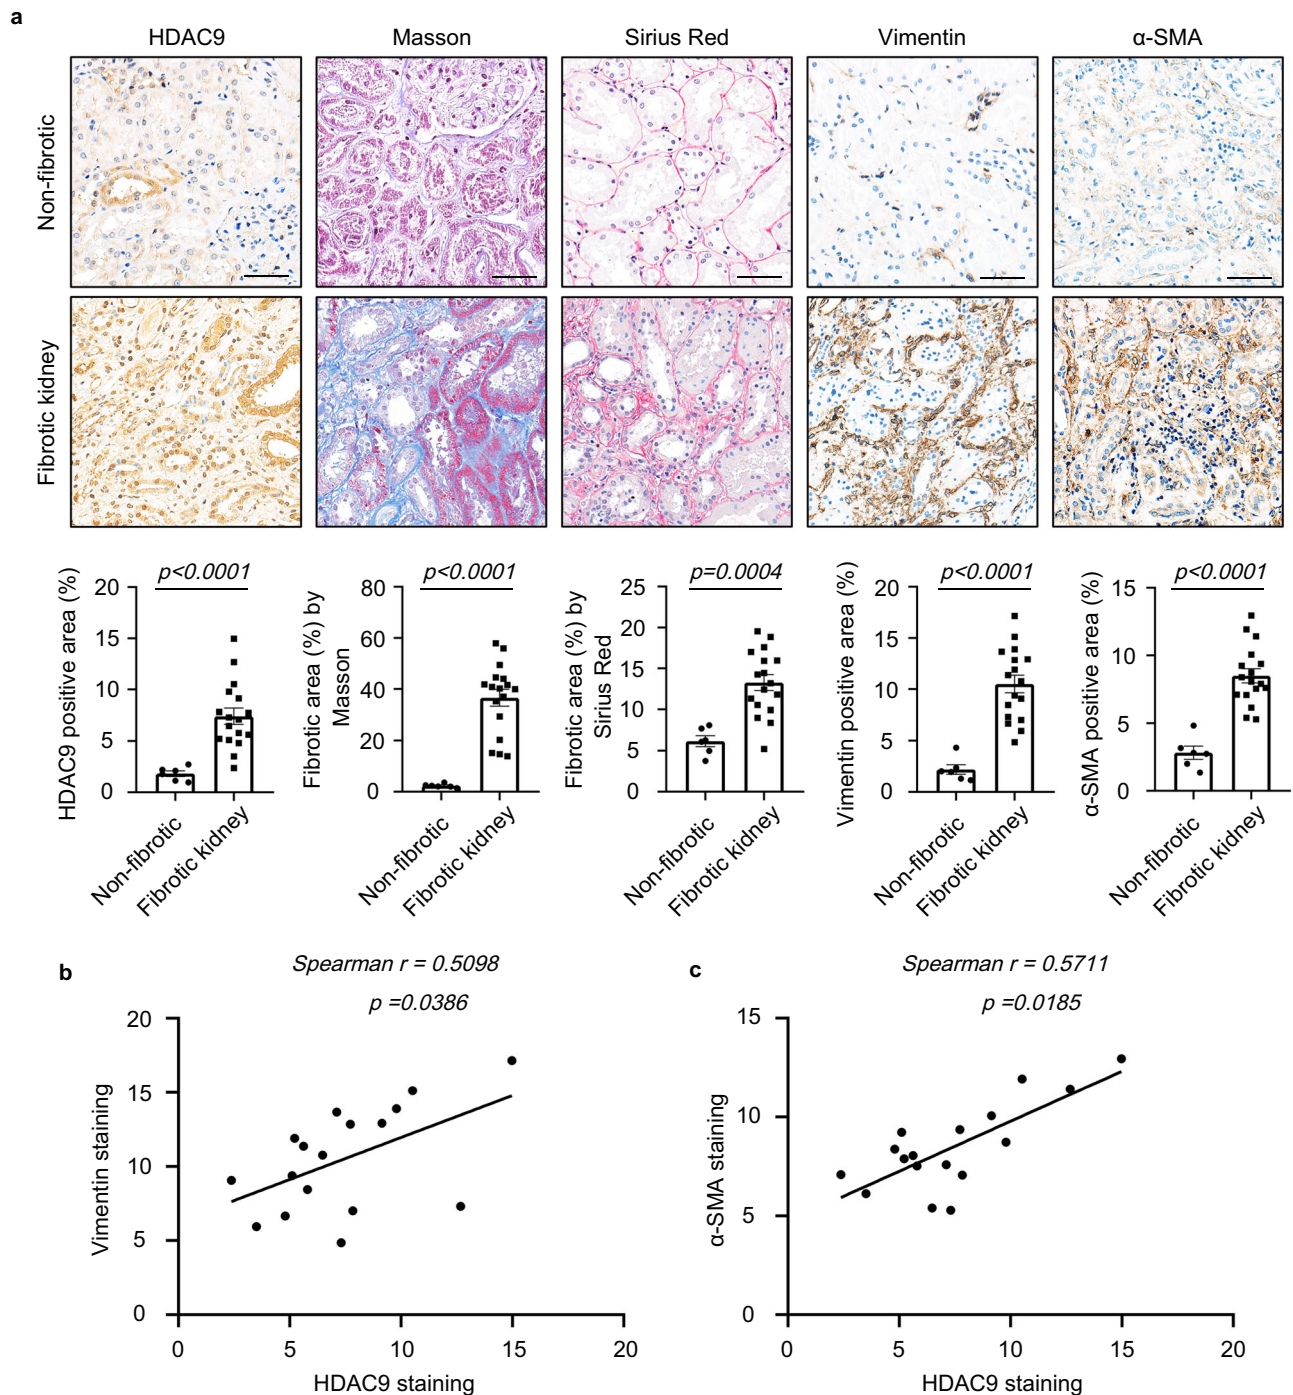 a
HDAC9 Masson Sirius Red Vimentin α-SMA
Non-fibrotic
Fibrotic kidney
HDAC9 positive area (%)
20
15
10
5
0
p<0.0001
Non-fibrotic
Fibrotic kidney
Fibrotic area (%) by
Masson
80
60
40
20
0
p<0.0001
Non-fibrotic
Fibrotic kidney
Fibrotic area (%) by
Sirius Red
25
20
15
10
5
0
p=0.0004
Non-fibrotic
Fibrotic kidney
Vimentin positive area (%)
20
15
10
5
0
p<0.0001
Non-fibrotic
Fibrotic kidney
α-SMA positive area (%)
15
10
5
0
p<0.0001
Non-fibrotic
Fibrotic kidney
b
Spearman r = 0.5098
p =0.0386
Vimentin staining
20
15
10
5
0
0 5 10 15 20
HDAC9 staining
c
Spearman r = 0.5711
p =0.0185
α-SMA staining
15
10
5
0
0 5 10 15 20
HDAC9 staining